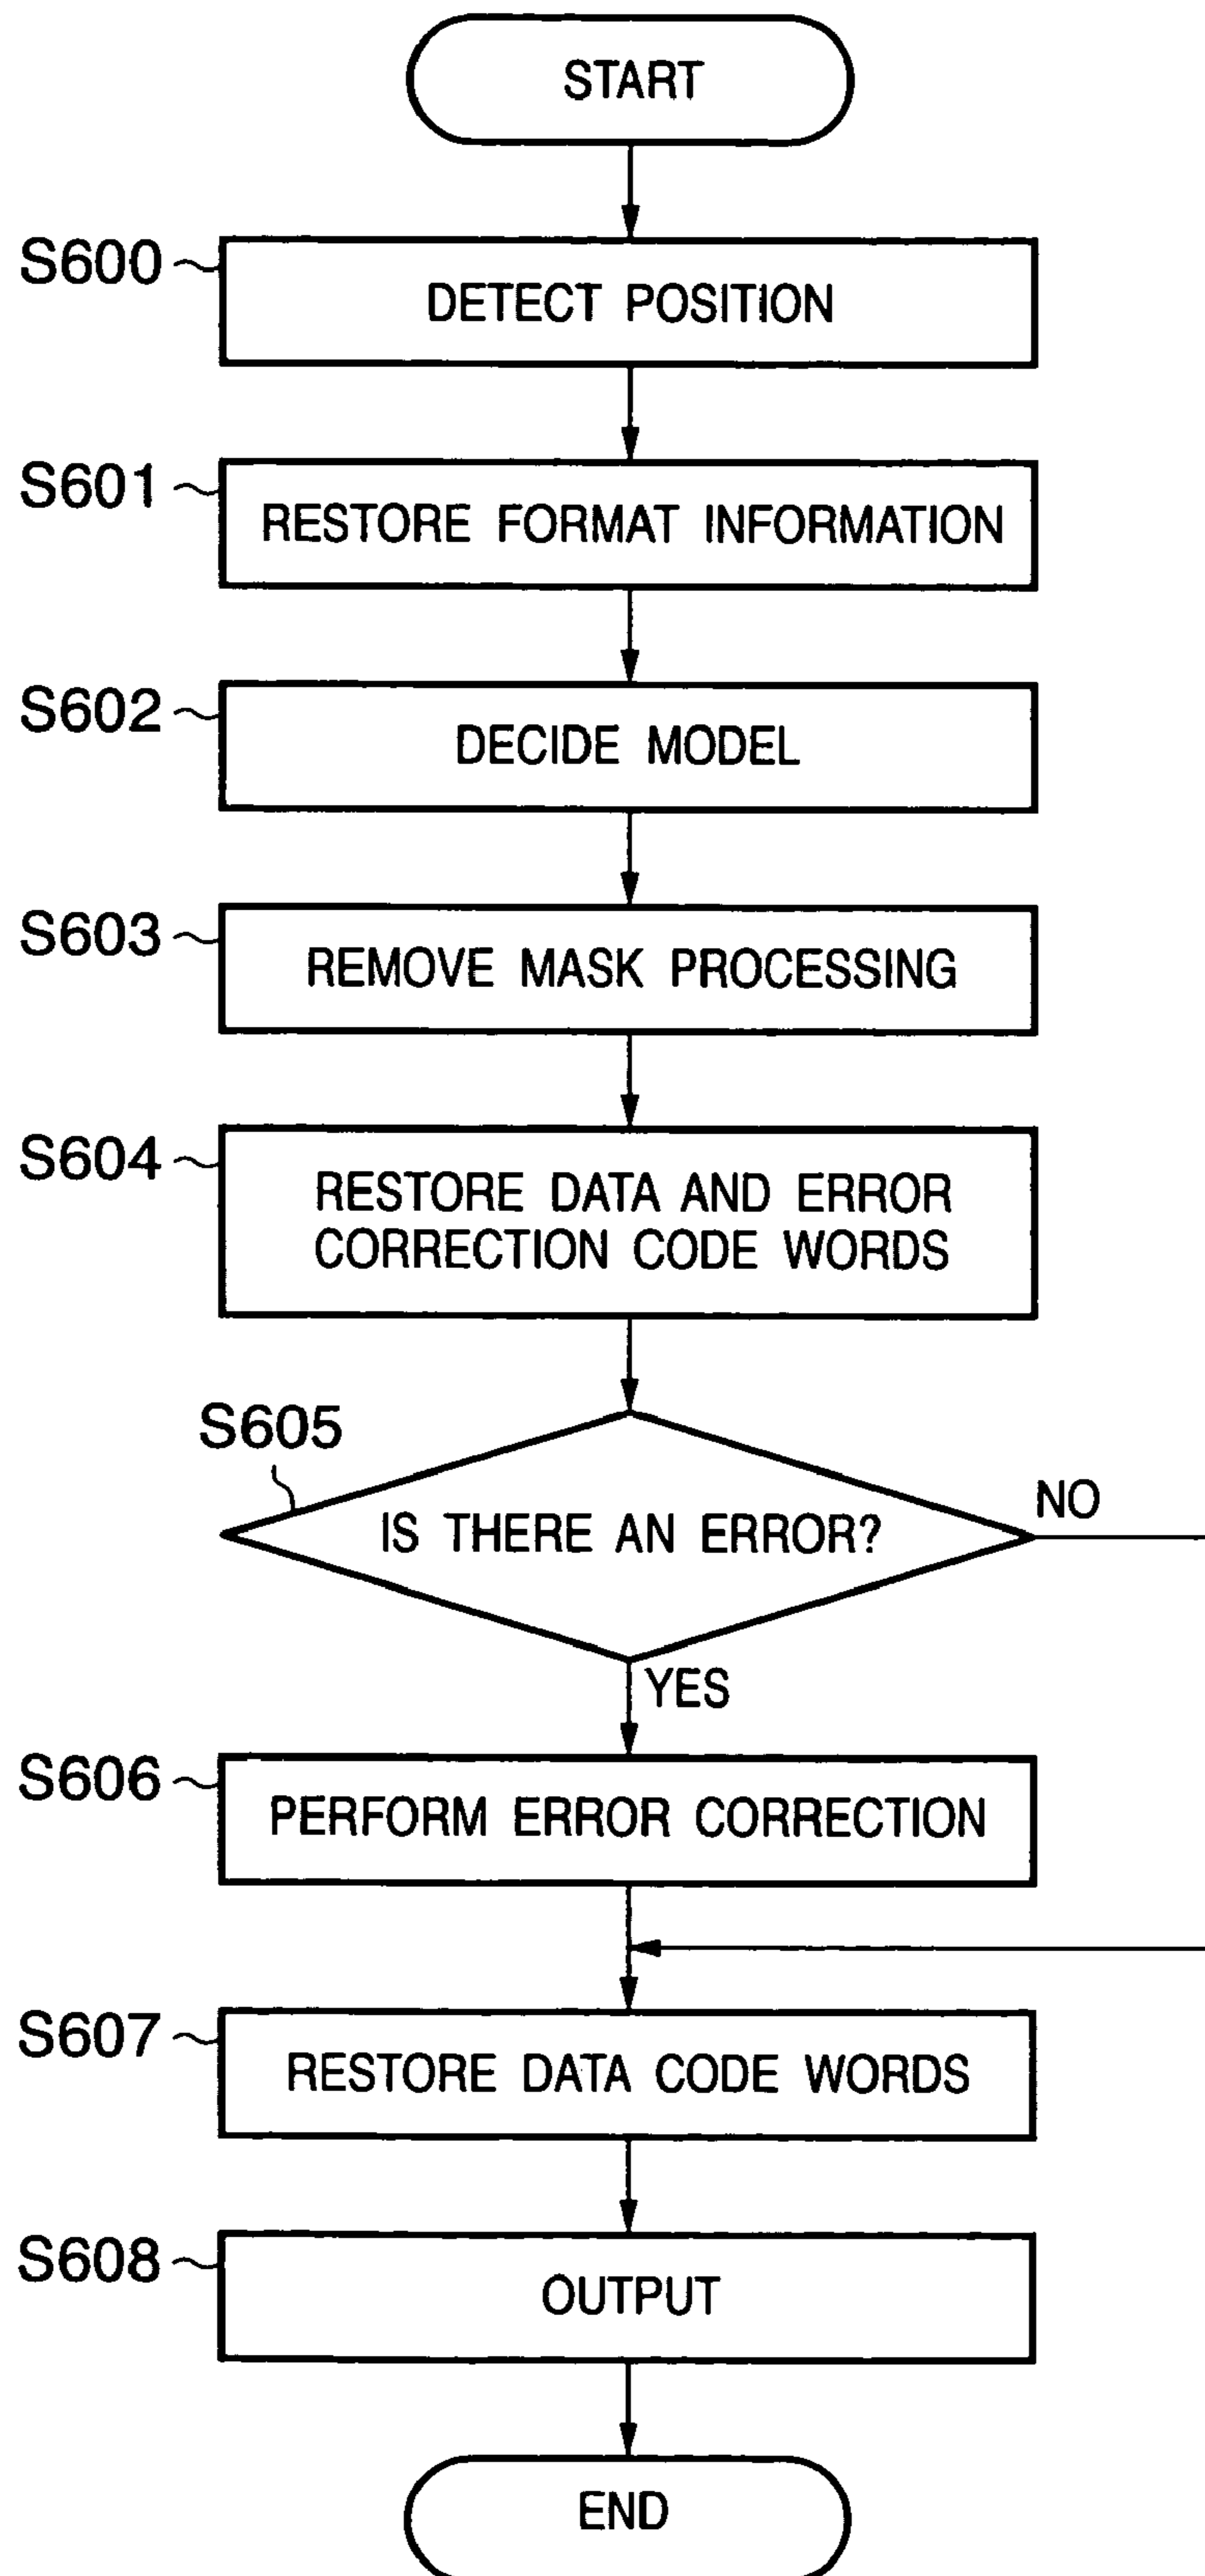 START
S600
DETECT POSITION
S601
RESTORE FORMAT INFORMATION
S602
DECIDE MODEL
S603
REMOVE MASK PROCESSING
S604
RESTORE DATA AND ERROR
CORRECTION CODE WORDS
S605
IS THERE AN ERROR?
NO
YES
S606
PERFORM ERROR CORRECTION
S607
RESTORE DATA CODE WORDS
S608
OUTPUT
END